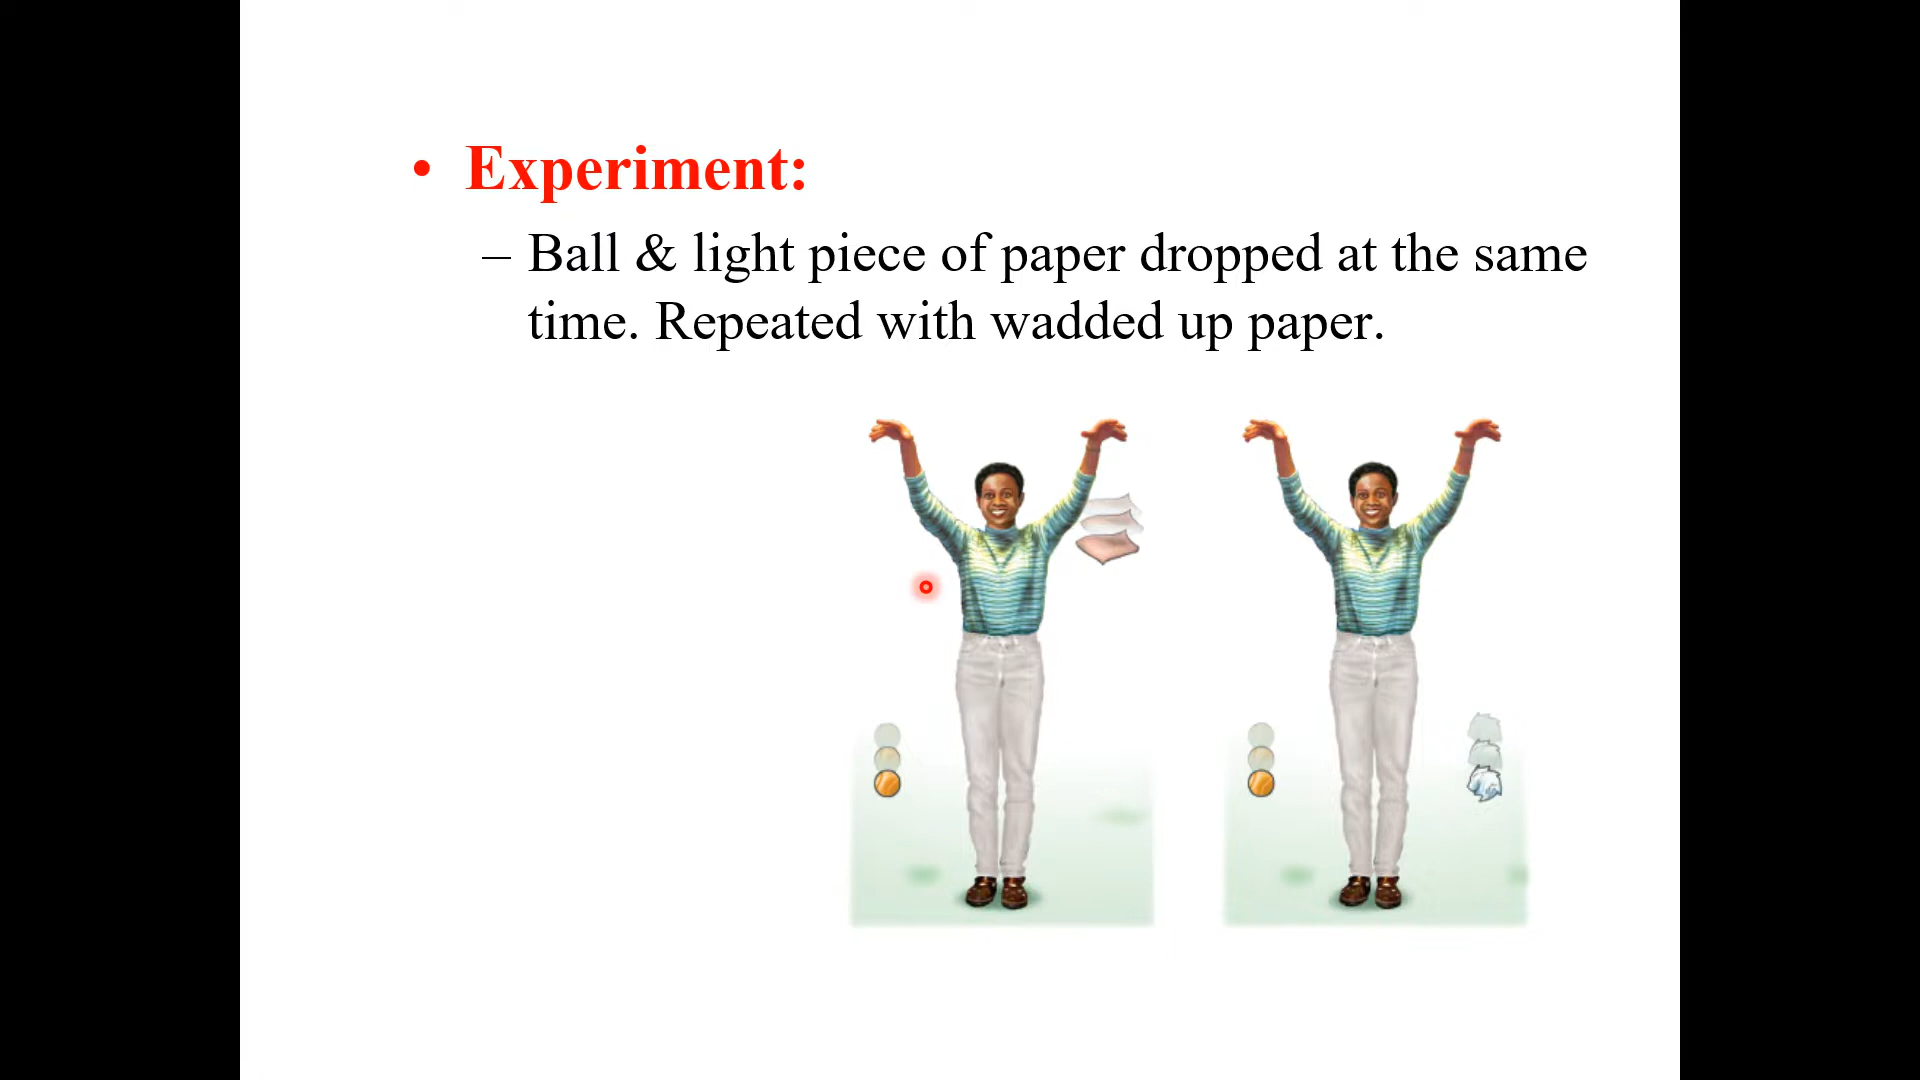 • Experiment:
– Ball & light piece of paper dropped at the same
time. Repeated with wadded up paper.